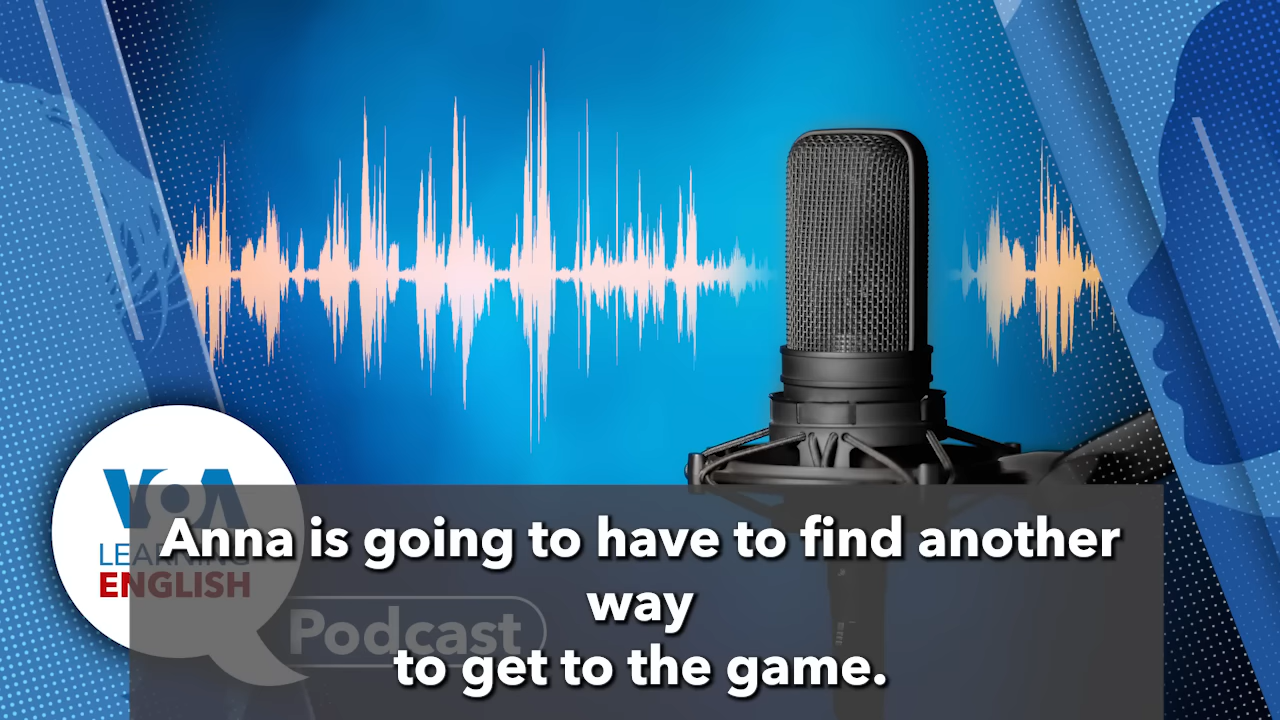 VOA
LEARNING
ENGLISH
Podcast
Anna is going to have to find another
way
to get to the game.